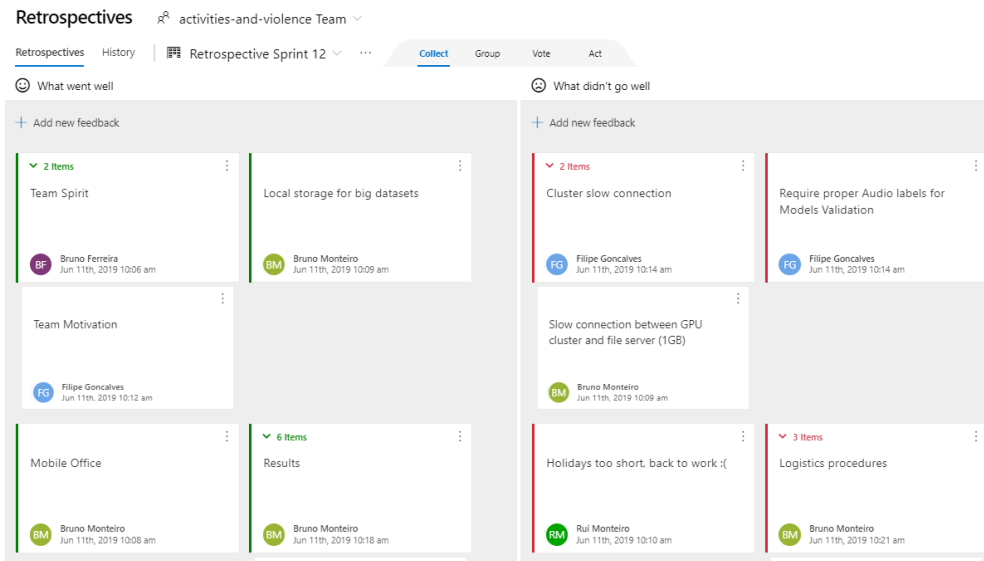 Retrospectives
activities-and-violence Team
Retrospectives
History
Retrospective Sprint 12
...
Collect
Group
Vote
Act
What went well
What didn't go well
+ Add new feedback
+ Add new feedback
2 Items
Team Spirit
BF
Bruno Ferreira
Jun 11th, 2019 10:06 am
Local storage for big datasets
BM
Bruno Monteiro
Jun 11th, 2019 10:09 am
2 Items
Cluster slow connection
FG
Filipe Goncalves
Jun 11th, 2019 10:14 am
Require proper Audio labels for
Models Validation
FG
Filipe Goncalves
Jun 11th, 2019 10:14 am
Team Motivation
FG
Filipe Goncalves
Jun 11th, 2019 10:12 am
Slow connection between GPU
cluster and file server (1GB)
BM
Bruno Monteiro
Jun 11th, 2019 10:09 am
Mobile Office
BM
Bruno Monteiro
Jun 11th, 2019 10:08 am
6 Items
Results
BM
Bruno Monteiro
Jun 11th, 2019 10:18 am
Holidays too short, back to work :(
RM
Rui Monteiro
Jun 11th, 2019 10:10 am
3 Items
Logistics procedures
BM
Bruno Monteiro
Jun 11th, 2019 10:21 am